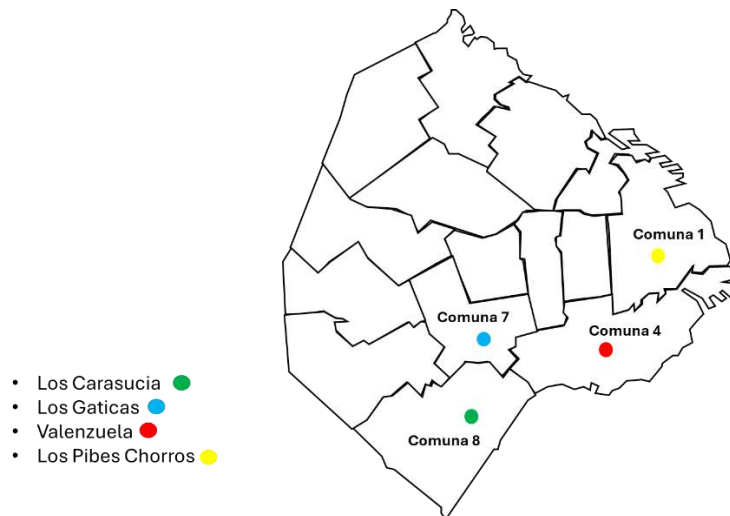 Comuna 1
Comuna 7
Comuna 4
Comuna 8
• Los Carasucia
• Los Gaticas
• Valenzuela
• Los Pibes Chorros